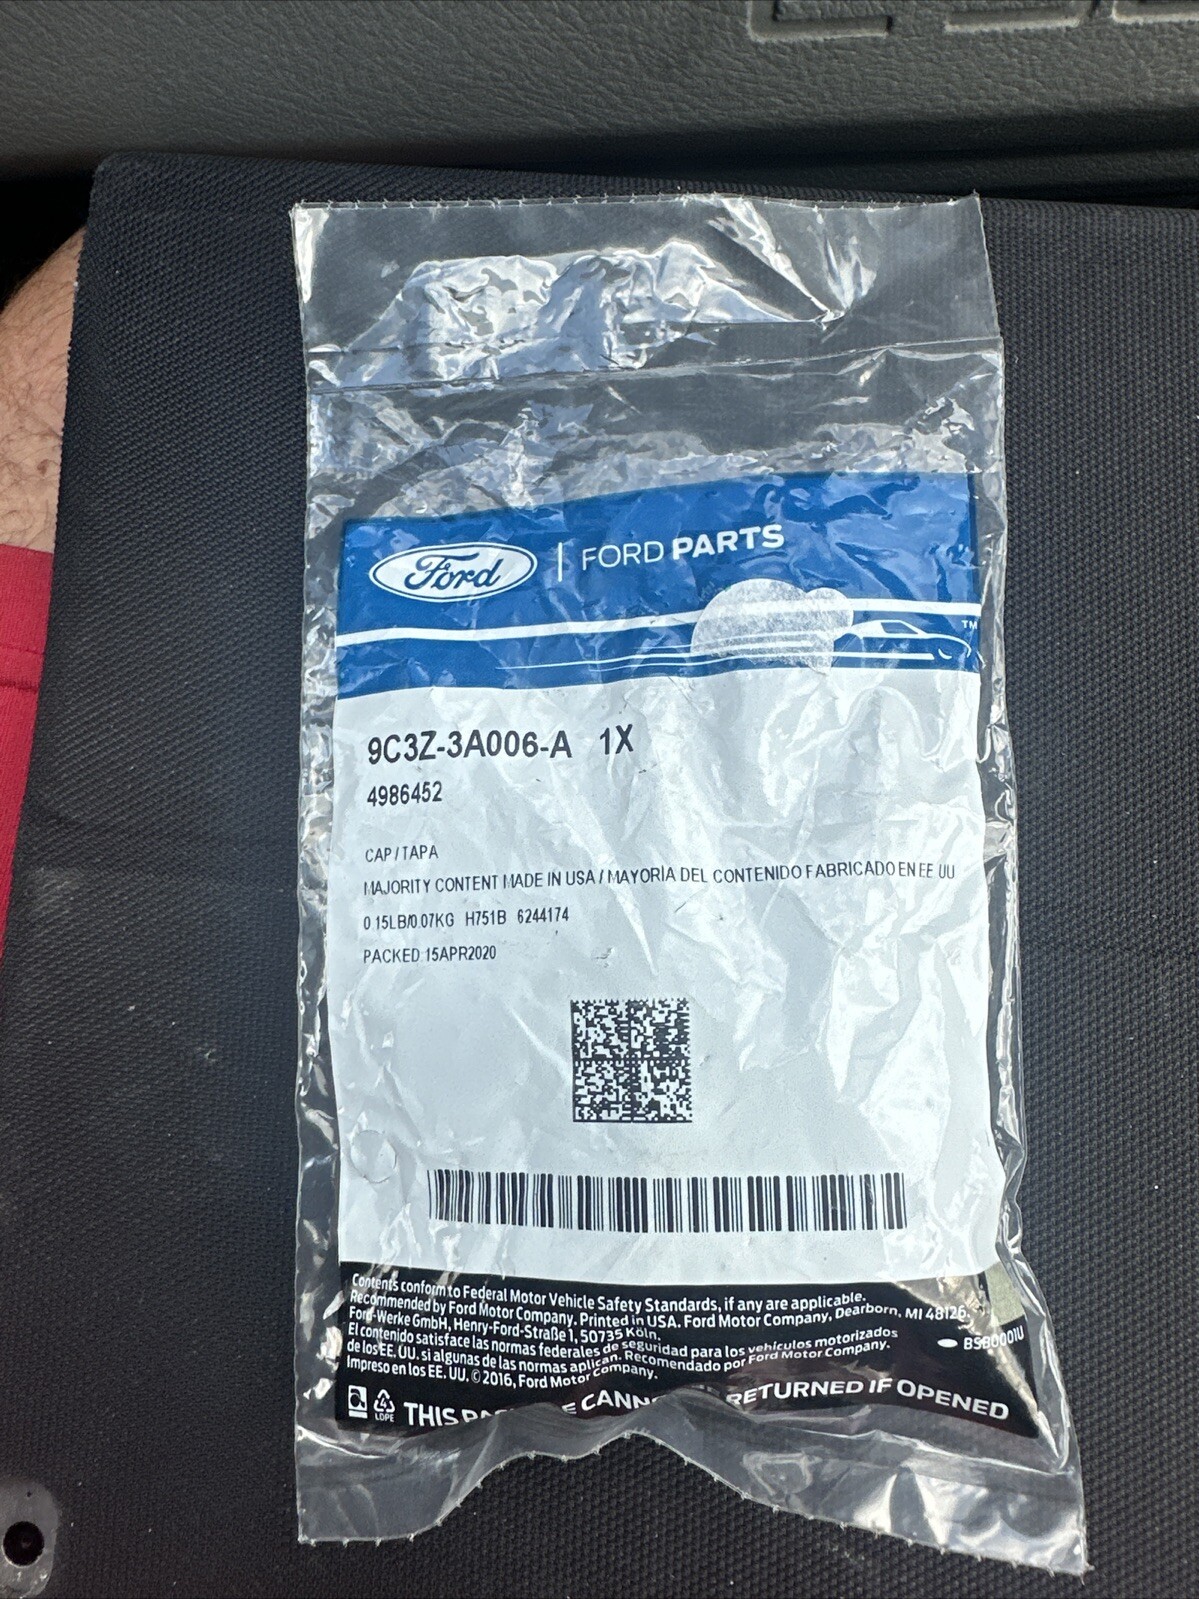 Ford | FORD PARTS
TM
9C3Z-3A006-A 1X
4986452
CAP/TAPA
MAJORITY CONTENT MADE IN USA / MAYORÍA DEL CONTENIDO FABRICADO EN EE UU
0.15LB/0.07KG H751B 6244174
PACKED:15APR2020
Contents conform to Federal Motor Vehicle Safety Standards, if any are applicable.
Recommended by Ford Motor Company. Printed in USA. Ford Motor Company, Dearborn, MI 48126.
Ford-Werke GmbH, Henry-Ford-Straße 1, 50735 Köln.
El contenido satisface las normas federales de seguridad para los vehículos motorizados
de los EE. UU. si algunas de las normas aplican. Recomendado por Ford Motor Company.
Impreso en los EE. UU. © 2016, Ford Motor Company.
BSB0001U
4
LDPE
THIS RETURNED IF OPENED